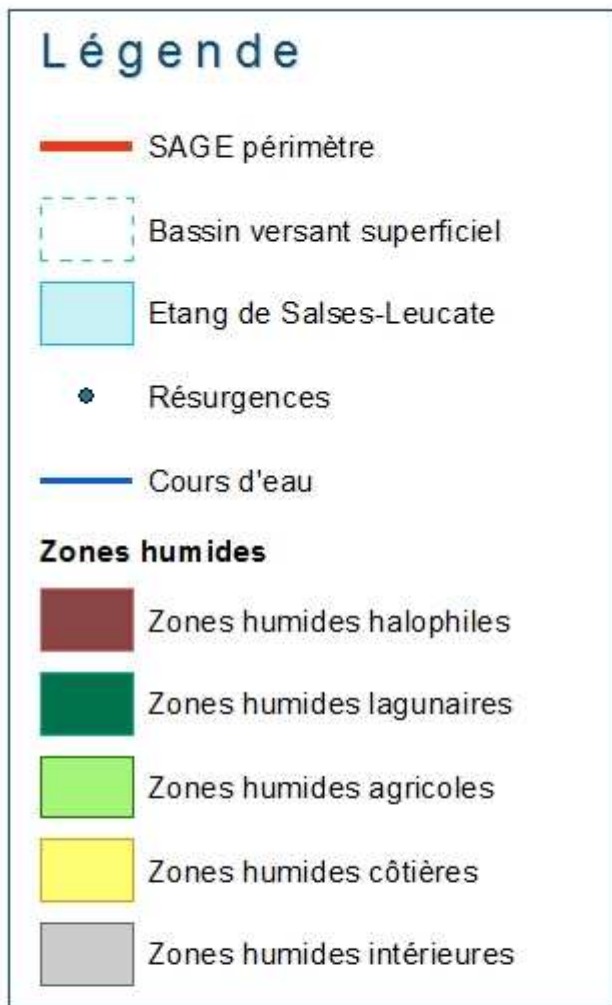 Légende
SAGE périmètre
Bassin versant superficiel
Etang de Salses-Leucate
Résurgences
Cours d'eau
Zones humides
Zones humides halophiles
Zones humides lagunaires
Zones humides agricoles
Zones humides côtières
Zones humides intérieures